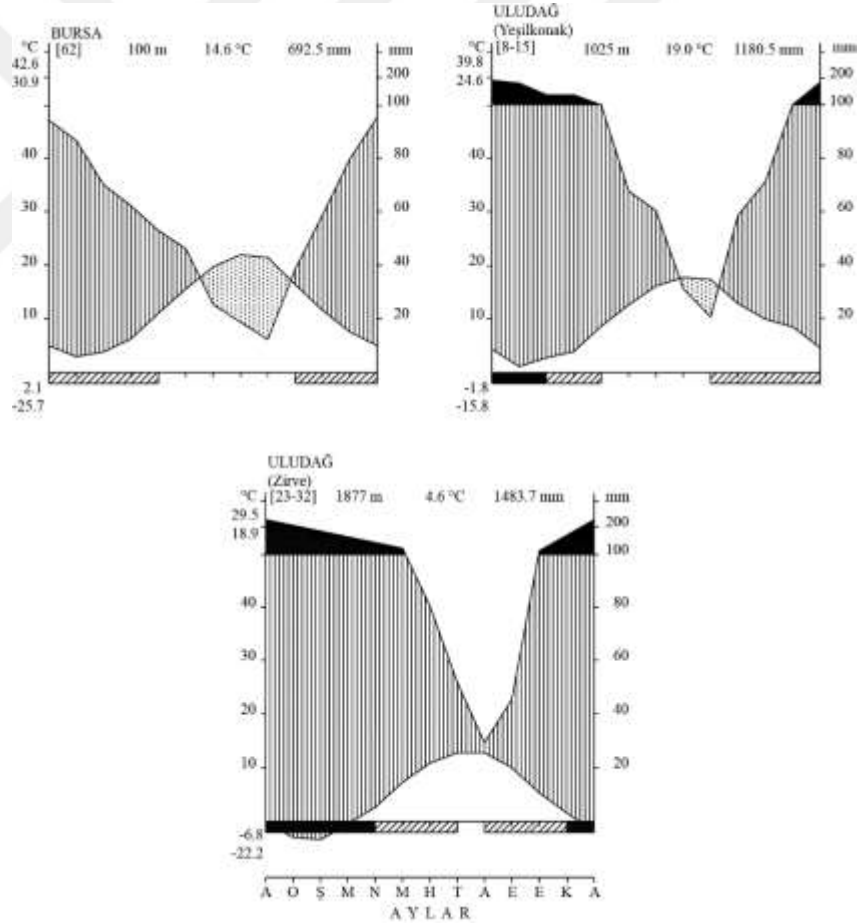 BURSA
[62] 100 m 14.6 °C 692.5 mm
°C mm
42.6
30.9
200
100
40 80
30 60
20 40
10 20
2.1
-25.7
ULUDAĞ
(Yeşilkonak)
[8-15] 1025 m 19.0 °C 1180.5 mm
°C mm
39.8
24.6
200
100
40 80
30 60
20 40
10 20
-1.8
-15.8
ULUDAĞ
(Zirve)
°C [23-32] 1877 m 4.6 °C 1483.7 mm mm
29.5
18.9
200
100
40 80
30 60
20 40
10 20
-6.8
-22.2
A O Ş M N M H T A E E K A
A Y L A R